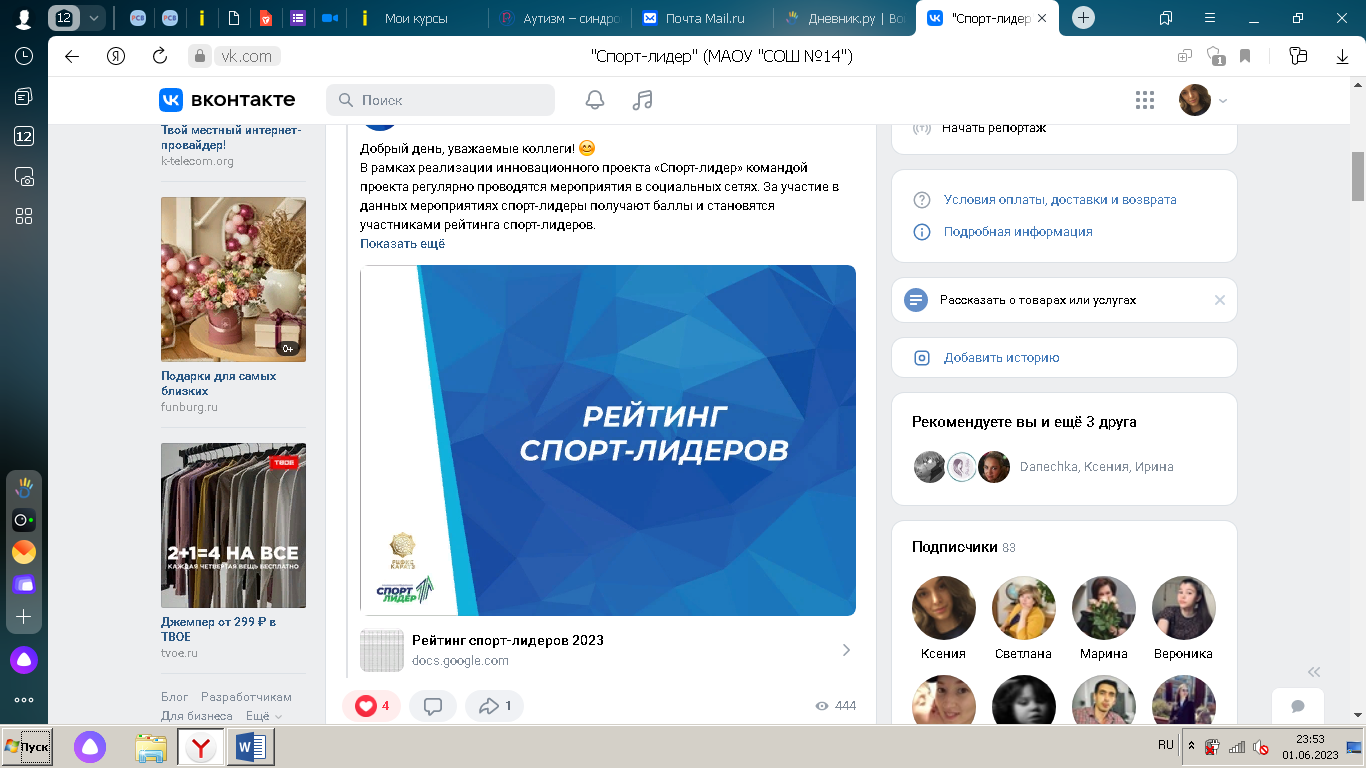 12
РСВ
РСВ
Мои курсы
Аутизм – синдро
Почта Mail.ru
Дневник.ру | Вой
"Спорт-лидер
vk.com
"Спорт-лидер" (МАОУ "СОШ №14")
1
12
вконтакте
Поиск
Твой местный интернет-
провайдер!
k-telecom.org
0+
Подарки для самых
близких
funburg.ru
ТВОЕ
2+1=4 НА ВСЕ
КАЖДАЯ ЧЕТВЕРТАЯ ВЕЩЬ БЕСПЛАТНО
Джемпер от 299 ₽ в
ТВОЕ
tvoe.ru
Блог Разработчикам
Для бизнеса Ещё
Добрый день, уважаемые коллеги! 😊
В рамках реализации инновационного проекта «Спорт-лидер» командой
проекта регулярно проводятся мероприятия в социальных сетях. За участие в
данных мероприятиях спорт-лидеры получают баллы и становятся
участниками рейтинга спорт-лидеров.
Показать ещё
РЕЙТИНГ
СПОРТ-ЛИДЕРОВ
СПОРТ
ЛИДЕР
Рейтинг спорт-лидеров 2023
docs.google.com
4
1
444
Начать репортаж
Условия оплаты, доставки и возврата
Подробная информация
Рассказать о товарах или услугах
Добавить историю
Рекомендуете вы и ещё 3 друга
Danechka, Ксения, Ирина
Подписчики 83
Ксения
Светлана
Марина
Вероника
Пуск
RU
23:53
01.06.2023